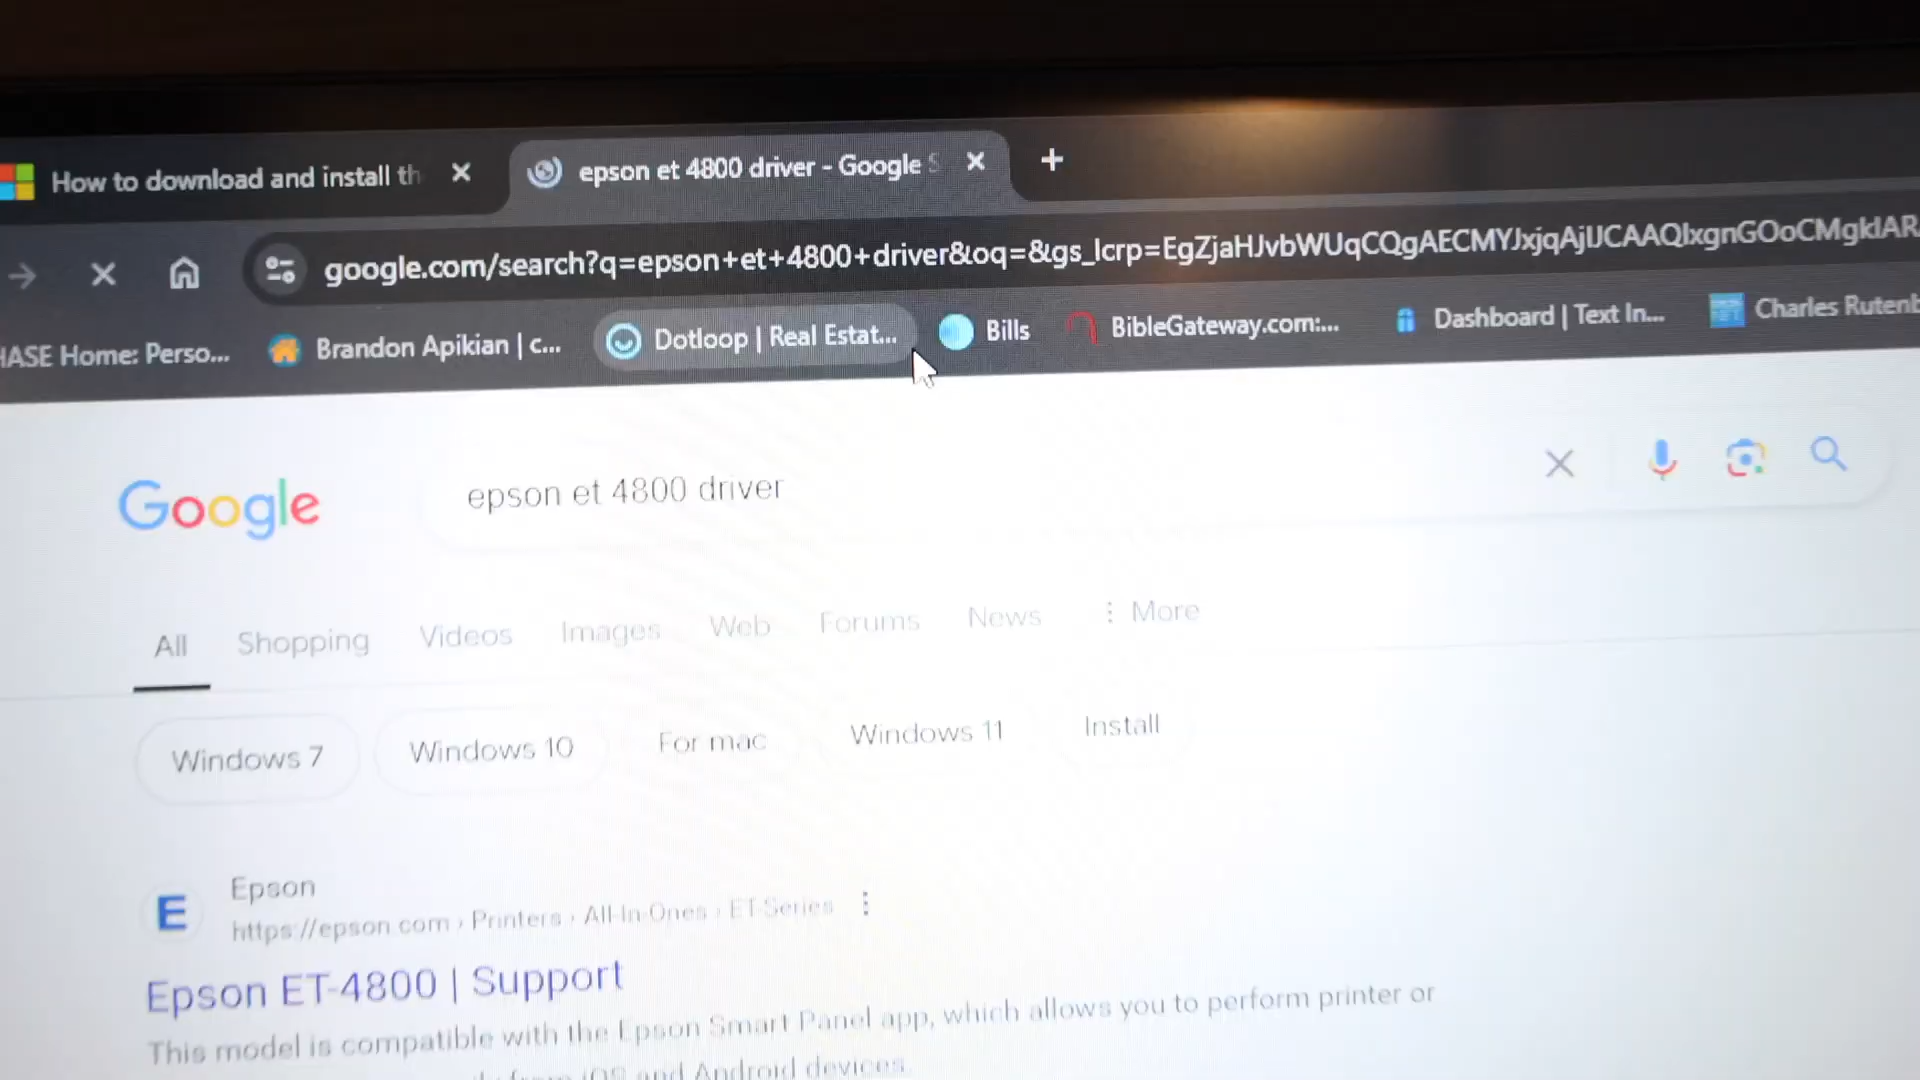 How to download and install th
epson et 4800 driver - Google S
google.com/search?q=epson+et+4800+driver&oq=&gs_lcrp=
HASE Home: Perso...
Brandon Apikian | c...
Dotloop | Real Estat...
Bills
BibleGateway.com:...
Dashboard | Text In...
Charles Rutenb
Google
epson et 4800 driver
All
Shopping
Videos
Images
Web
Forums
News
More
Windows 7
Windows 10
For mac
Windows 11
Install
E
Epson
https://epson.com › Printers › All-In-Ones › ET-Series
Epson ET-4800 | Support
This model is compatible with the Epson Smart Panel app, which allows you to perform printer or
iOS and Android devices.